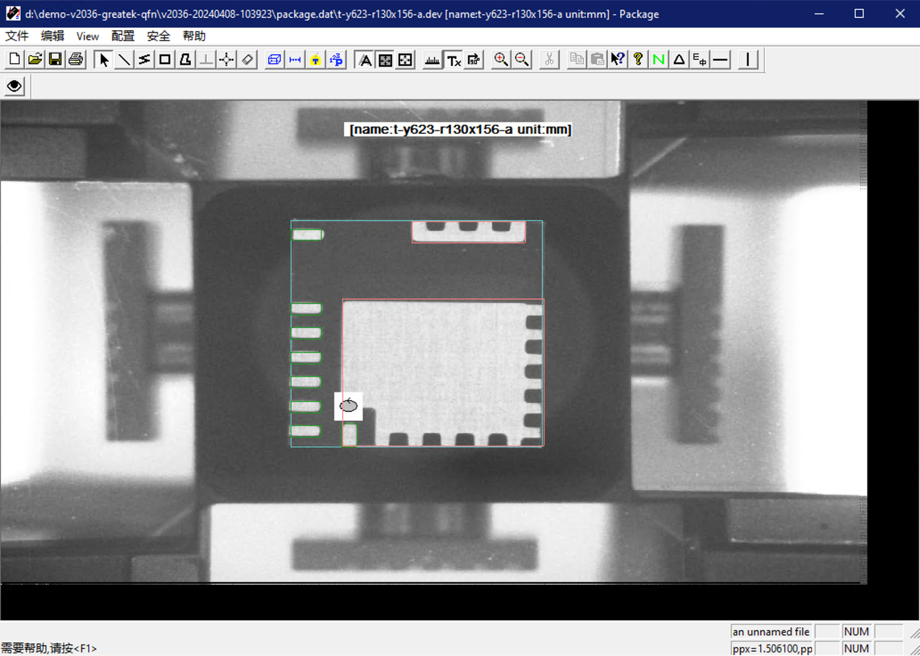 d:\demo-v2036-greatek-qfn\v2036-20240408-103923\package.dat\t-y623-r130x156-a.dev [name:t-y623-r130x156-a unit:mm] - Package
文件 编辑 View 配置 安全 帮助
[name:t-y623-r130x156-a unit:mm]
an unnamed file NUM
需要帮助,请按<F1> ppx=1.506100,pp NUM